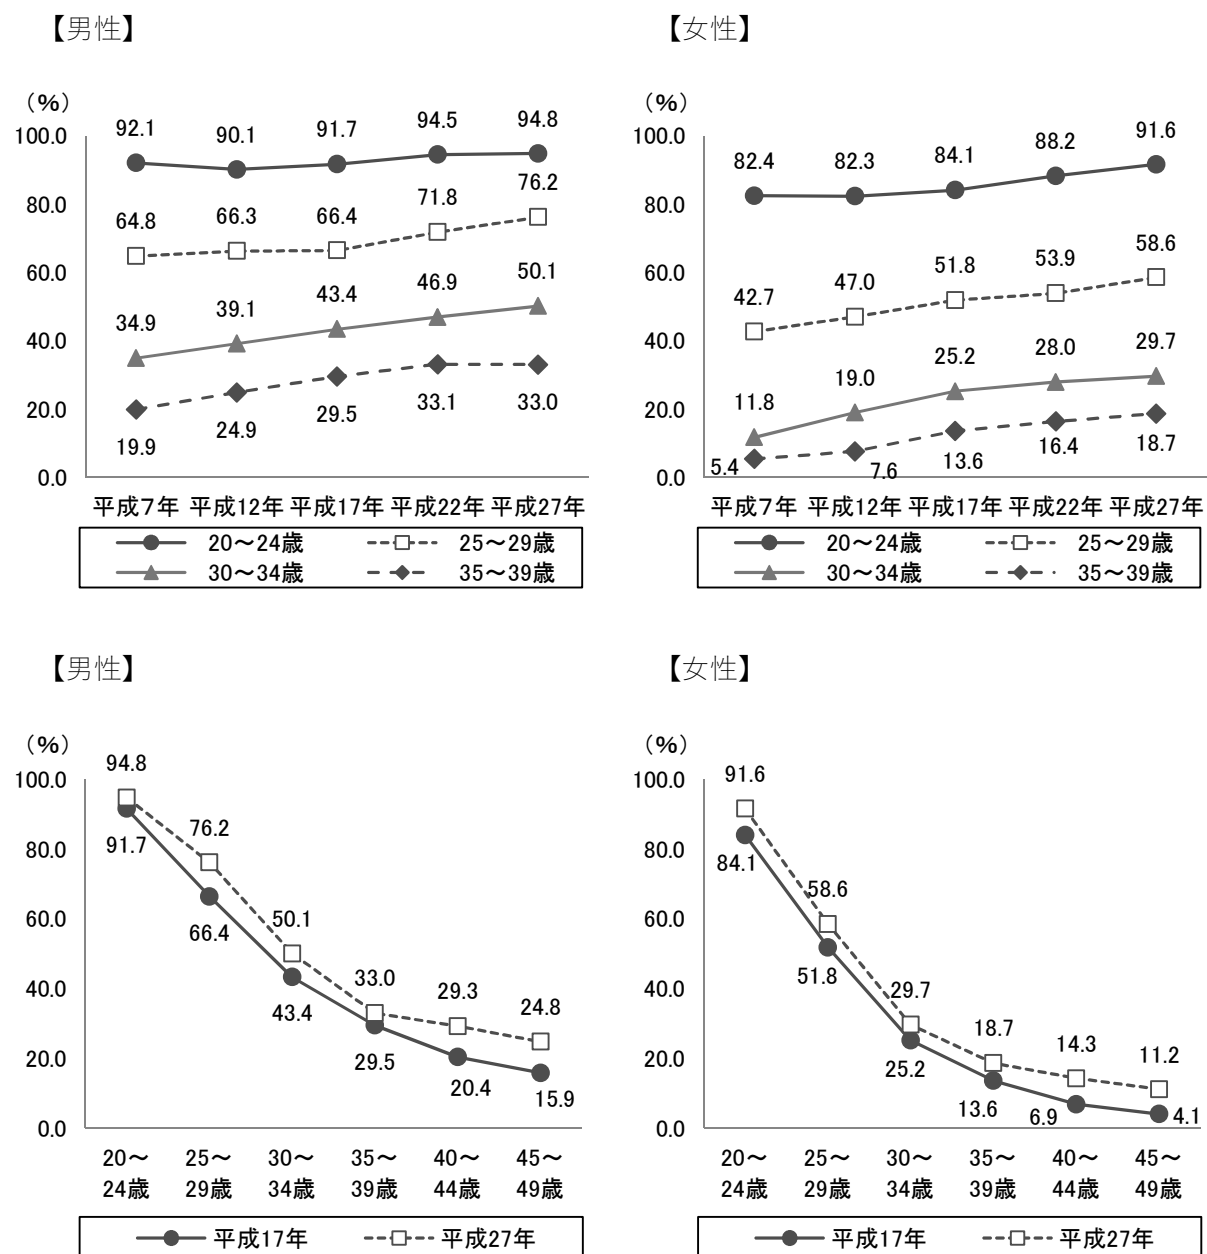 【男性】
(%)
100.0
80.0
60.0
40.0
20.0
0.0
92.1 90.1 91.7 94.5 94.8
64.8 66.3 66.4 71.8 76.2
34.9 39.1 43.4 46.9 50.1
19.9 24.9 29.5 33.1 33.0
平成7年 平成12年 平成17年 平成22年 平成27年
20～24歳 25～29歳
30～34歳 35～39歳
【女性】
(%)
100.0
80.0
60.0
40.0
20.0
0.0
82.4 82.3 84.1 88.2 91.6
42.7 47.0 51.8 53.9 58.6
11.8 19.0 25.2 28.0 29.7
5.4 7.6 13.6 16.4 18.7
平成7年 平成12年 平成17年 平成22年 平成27年
20～24歳 25～29歳
30～34歳 35～39歳
【男性】
(%)
100.0
80.0
60.0
40.0
20.0
0.0
94.8 76.2 50.1 33.0 29.3 24.8
91.7 66.4 43.4 29.5 20.4 15.9
20～ 25～ 30～ 35～ 40～ 45～
24歳 29歳 34歳 39歳 44歳 49歳
平成17年 平成27年
【女性】
(%)
100.0
80.0
60.0
40.0
20.0
0.0
91.6 58.6 29.7 18.7 14.3 11.2
84.1 51.8 25.2 13.6 6.9 4.1
20～ 25～ 30～ 35～ 40～ 45～
24歳 29歳 34歳 39歳 44歳 49歳
平成17年 平成27年